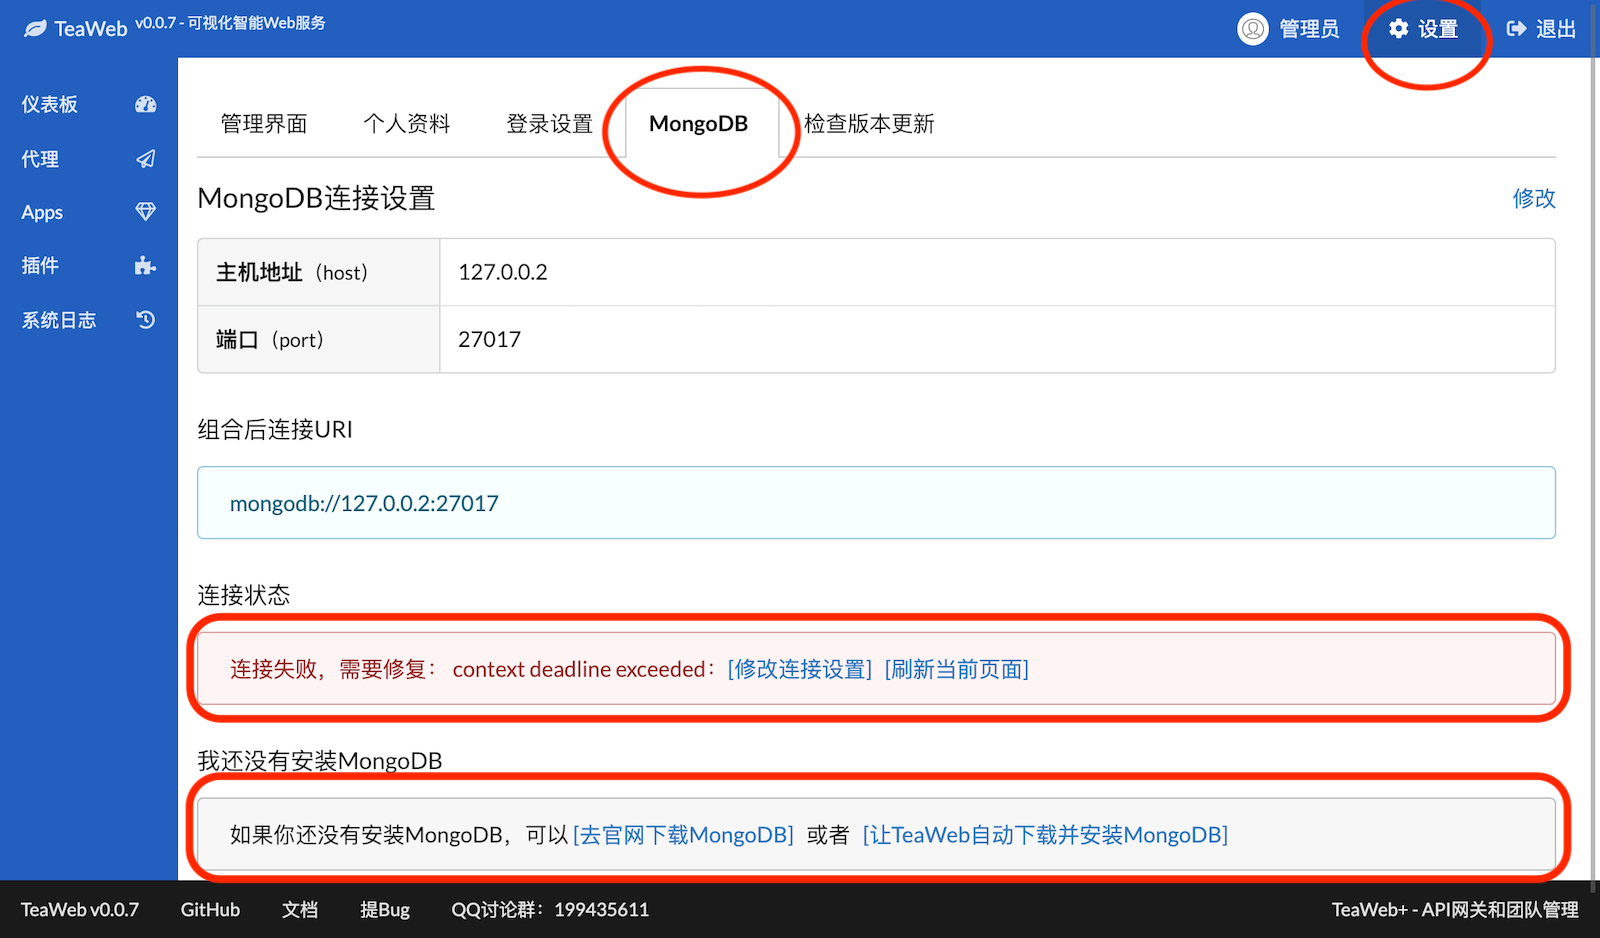 TeaWeb v0.0.7 - 可视化智能Web服务
管理员
设置
退出
仪表板
代理
Apps
插件
系统日志
管理界面
个人资料
登录设置
MongoDB
检查版本更新
MongoDB连接设置
修改
主机地址（host） 127.0.0.2
端口（port） 27017
组合后连接URI
mongodb://127.0.0.2:27017
连接状态
连接失败，需要修复： context deadline exceeded：[修改连接设置] [刷新当前页面]
我还没有安装MongoDB
如果你还没有安装MongoDB，可以[去官网下载MongoDB] 或者 [让TeaWeb自动下载并安装MongoDB]
TeaWeb v0.0.7
GitHub
文档
提Bug
QQ讨论群：199435611
TeaWeb+ - API网关和团队管理